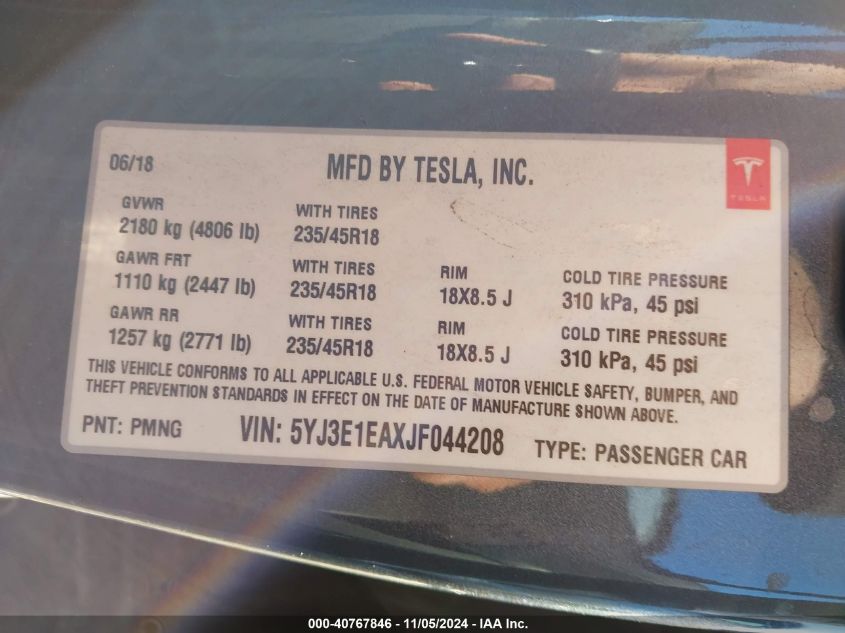 06/18 MFD BY TESLA, INC.
TESLA
GVWR WITH TIRES
2180 kg (4806 lb) 235/45R18
GAWR FRT WITH TIRES RIM COLD TIRE PRESSURE
1110 kg (2447 lb) 235/45R18 18X8.5 J 310 kPa, 45 psi
GAWR RR WITH TIRES RIM COLD TIRE PRESSURE
1257 kg (2771 lb) 235/45R18 18X8.5 J 310 kPa, 45 psi
THIS VEHICLE CONFORMS TO ALL APPLICABLE U.S. FEDERAL MOTOR VEHICLE SAFETY, BUMPER, AND
THEFT PREVENTION STANDARDS IN EFFECT ON THE DATE OF MANUFACTURE SHOWN ABOVE.
PNT: PMNG VIN: 5YJ3E1EAXJF044208 TYPE: PASSENGER CAR
000-40767846 - 11/05/2024 - IAA Inc.